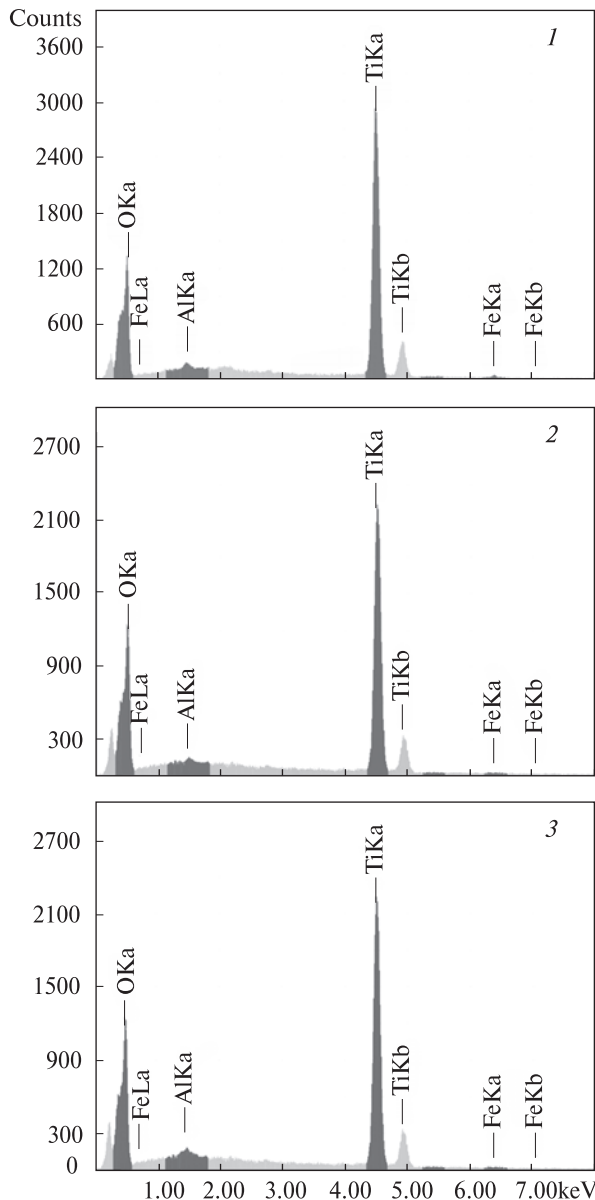 Counts
1
3600
3000
2400
1800
1200
600
OKa
FeLa
AlKa
TiKa
TiKb
FeKa
FeKb
2
2700
2100
1500
900
300
OKa
FeLa
AlKa
TiKa
TiKb
FeKa
FeKb
3
2700
2100
1500
900
300
0
OKa
FeLa
AlKa
TiKa
TiKb
FeKa
FeKb
1.00 2.00 3.00 4.00 5.00 6.00 7.00keV